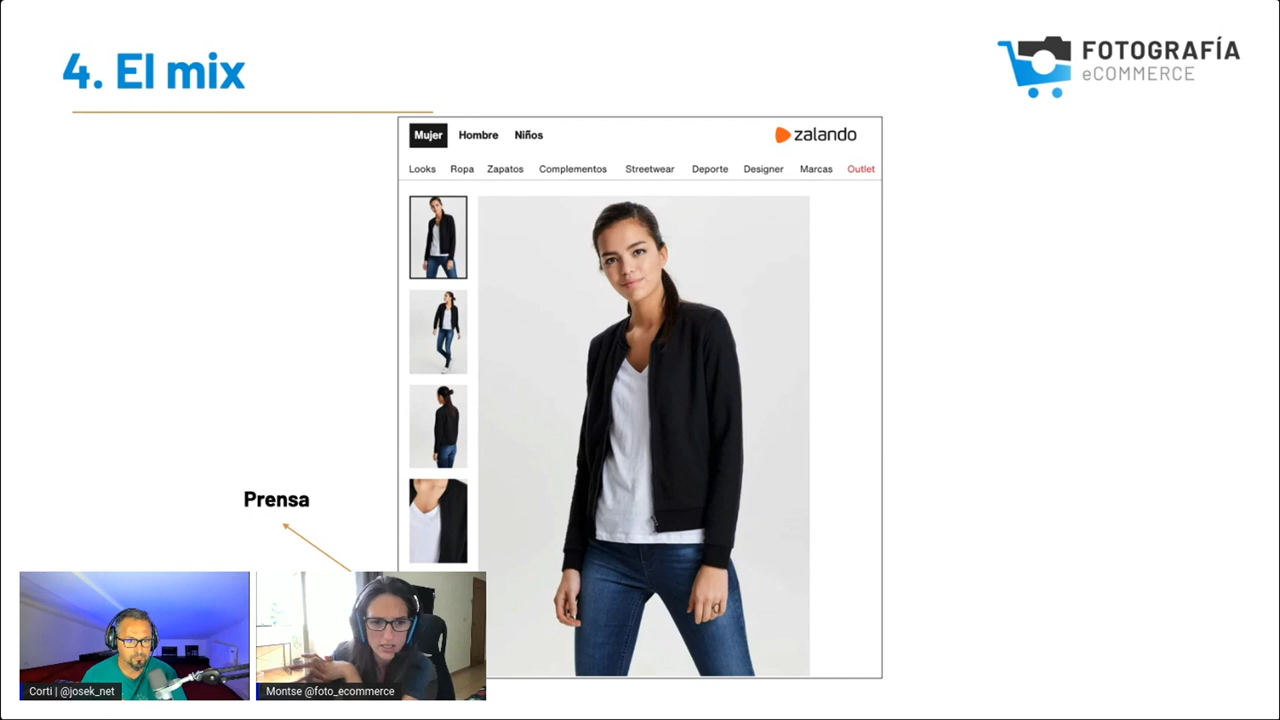 4. El mix
FOTOGRAFÍA
eCOMMERCE
Mujer Hombre Niños
zalando
Looks Ropa Zapatos Complementos Streetwear Deporte Designer Marcas Outlet
Prensa
Corti | @josek_net
Montse @foto_ecommerce